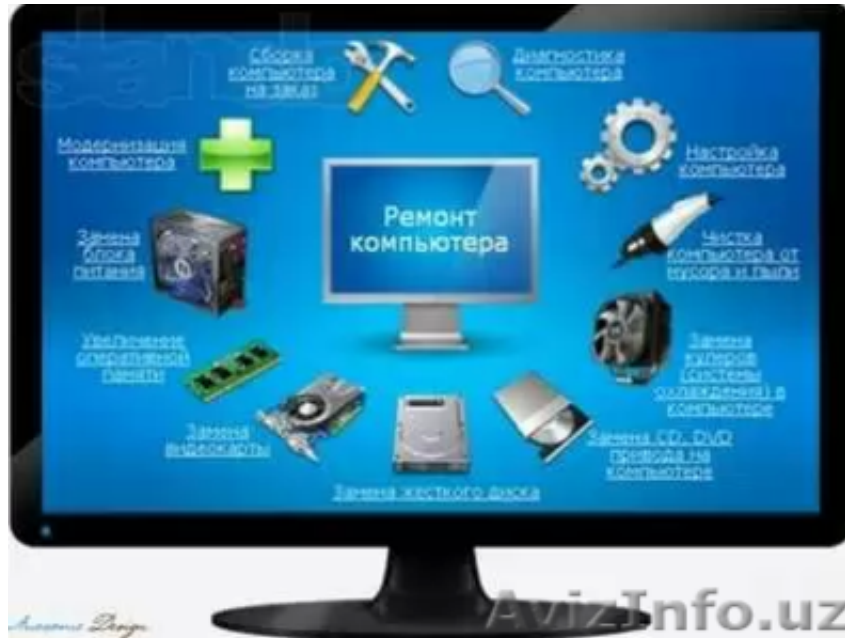 Сборка
компьютера
на заказ
Диагностика
компьютера
Модернизация
компьютера
Настройка
компьютера
Ремонт
компьютера
Замена
блока
питания
Чистка
компьютера от
мусора и пыли
Увеличение
оперативной
памяти
Замена
кулеров
(системы
охлаждения) в
компьютере
Замена
видеокарты
Замена CD, DVD
привода на
компьютере
Замена жесткого диска
Design
AvizInfo.uz